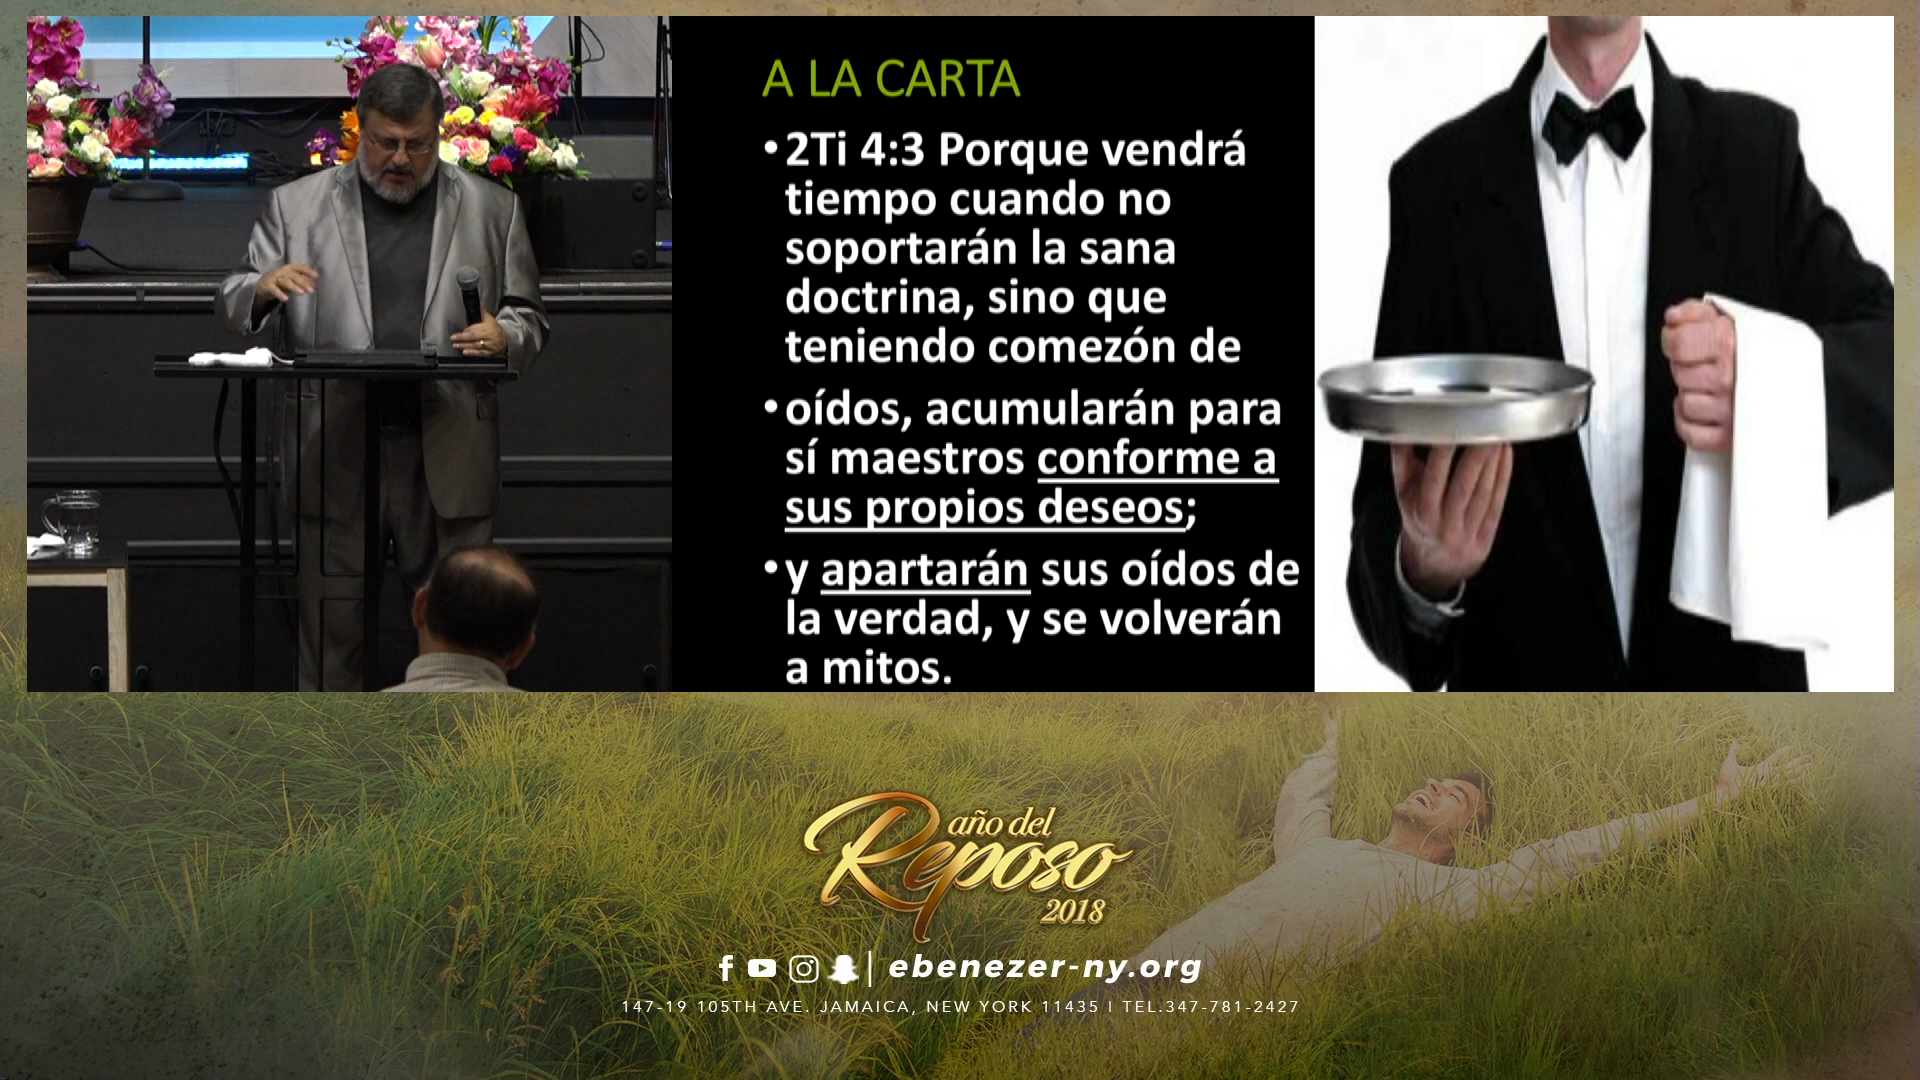 A LA CARTA
• 2Ti 4:3 Porque vendrá
tiempo cuando no
soportarán la sana
doctrina, sino que
teniendo comezón de
• oídos, acumularán para
sí maestros conforme a
sus propios deseos;
• y apartarán sus oídos de
la verdad, y se volverán
a mitos.
año del
Reposo
2018
ebenezer-ny.org
147-19 105TH AVE. JAMAICA, NEW YORK 11435 | TEL.347-781-2427